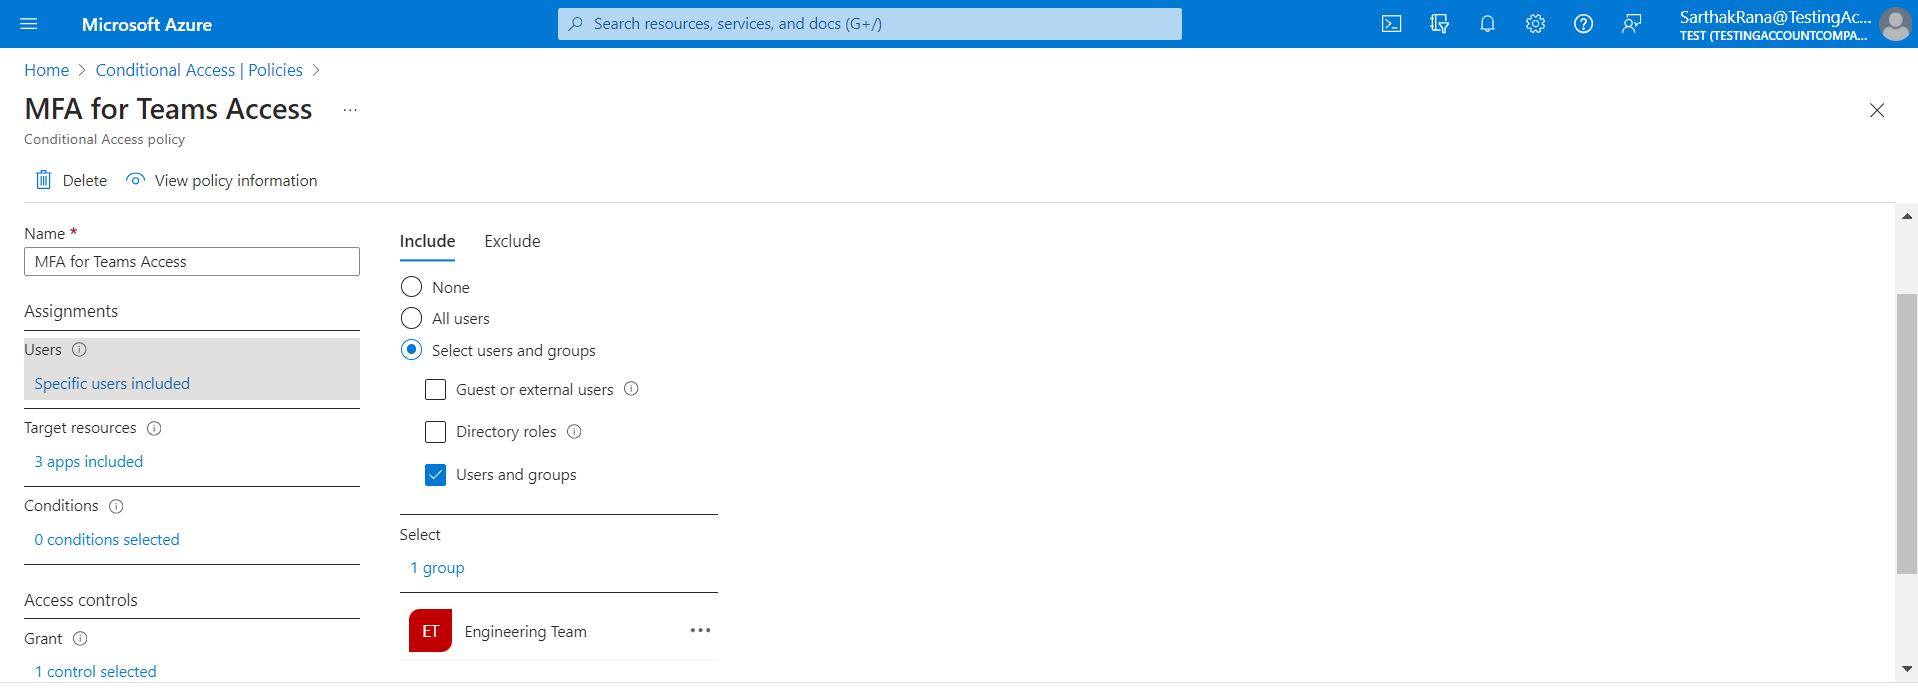 Microsoft Azure
Search resources, services, and docs (G+/)
SarthakRana@TestingAc...
TEST (TESTINGACCOUNTCOMPA...
Home > Conditional Access | Policies >
MFA for Teams Access ...
Conditional Access policy
Delete View policy information
Name *
MFA for Teams Access
Assignments
Users
Specific users included
Target resources
3 apps included
Conditions
0 conditions selected
Access controls
Grant
1 control selected
Include Exclude
None
All users
Select users and groups
Guest or external users
Directory roles
Users and groups
Select
1 group
ET Engineering Team